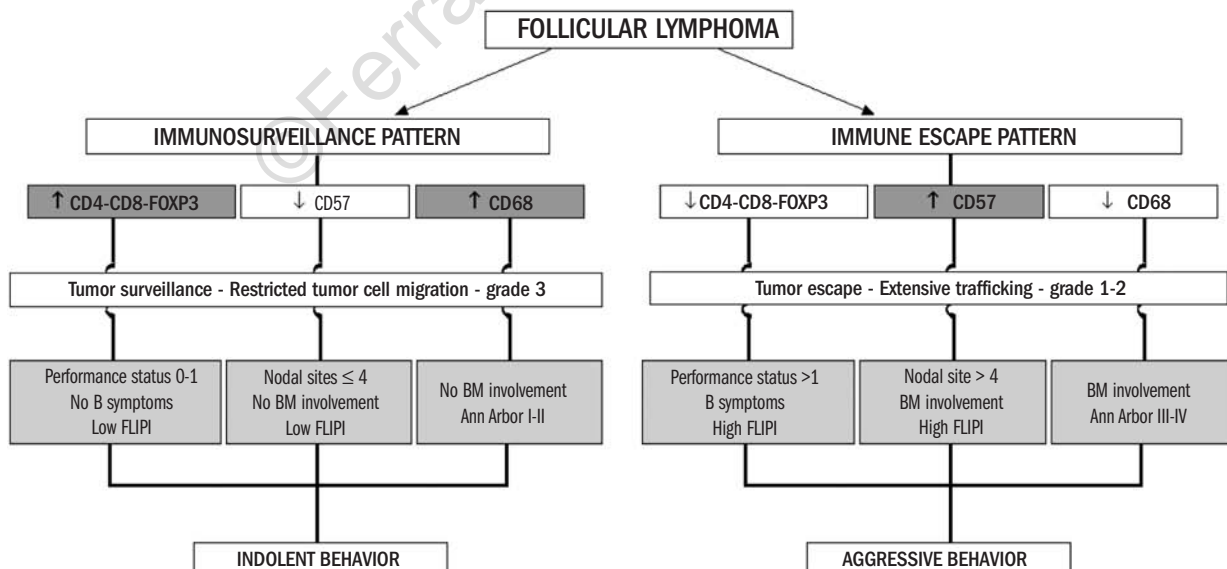 FOLLICULAR LYMPHOMA
©Ferra
IMMUNOSURVEILLANCE PATTERN
↑ CD4-CD8-FOXP3
↓ CD57
↑ CD68
Tumor surveillance - Restricted tumor cell migration - grade 3
Performance status 0-1
No B symptoms
Low FLIPI
Nodal sites ≤ 4
No BM involvement
Low FLIPI
No BM involvement
Ann Arbor I-II
INDOLENT BEHAVIOR
IMMUNE ESCAPE PATTERN
↓CD4-CD8-FOXP3
↑ CD57
↓ CD68
Tumor escape - Extensive trafficking - grade 1-2
Performance status >1
B symptoms
High FLIPI
Nodal site > 4
BM involvement
High FLIPI
BM involvement
Ann Arbor III-IV
AGGRESSIVE BEHAVIOR